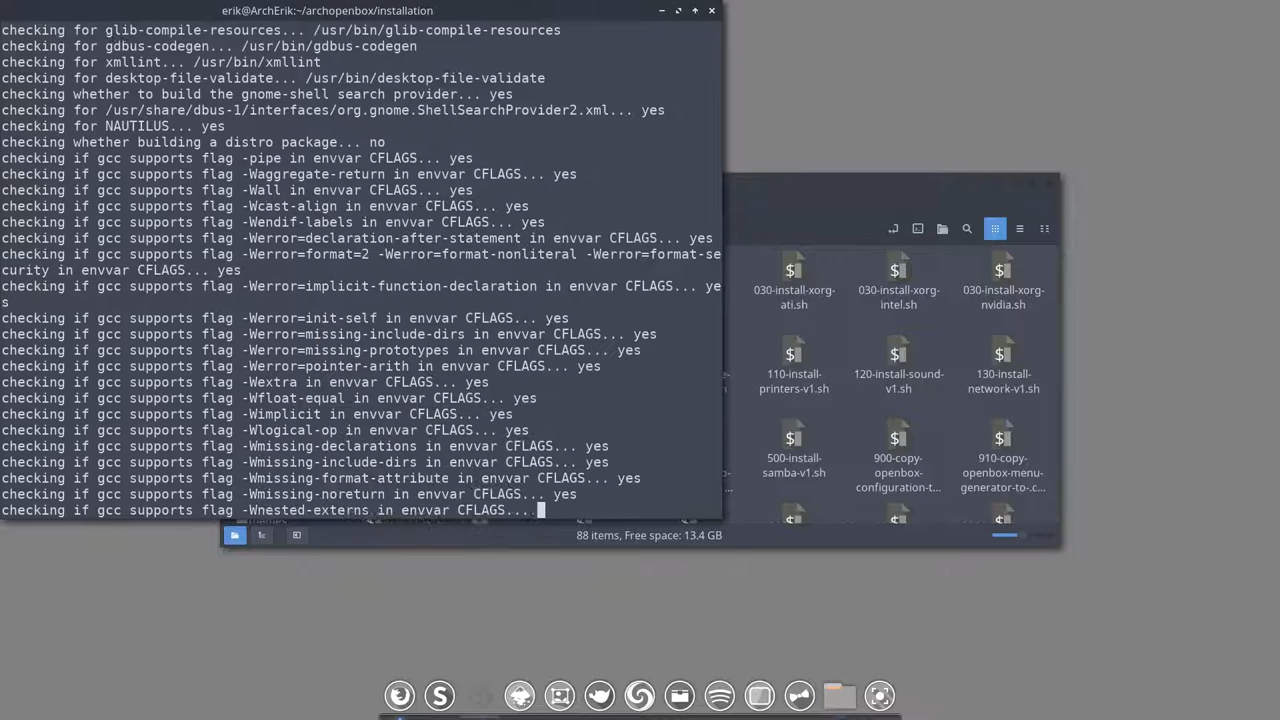 erik@ArchErik:~/archopenbox/installation
checking for glib-compile-resources... /usr/bin/glib-compile-resources
checking for gdbus-codegen... /usr/bin/gdbus-codegen
checking for xmllint... /usr/bin/xmllint
checking for desktop-file-validate... /usr/bin/desktop-file-validate
checking whether to build the gnome-shell search provider... yes
checking for /usr/share/dbus-1/interfaces/org.gnome.ShellSearchProvider2.xml... yes
checking for NAUTILUS... yes
checking whether building a distro package... no
checking if gcc supports flag -pipe in envvar CFLAGS... yes
checking if gcc supports flag -Waggregate-return in envvar CFLAGS... yes
checking if gcc supports flag -Wall in envvar CFLAGS... yes
checking if gcc supports flag -Wcast-align in envvar CFLAGS... yes
checking if gcc supports flag -Wendif-labels in envvar CFLAGS... yes
checking if gcc supports flag -Werror=declaration-after-statement in envvar CFLAGS... yes
checking if gcc supports flag -Werror=format=2 -Werror=format-nonliteral -Werror=format-se
curity in envvar CFLAGS... yes
checking if gcc supports flag -Werror=implicit-function-declaration in envvar CFLAGS... ye
s
checking if gcc supports flag -Werror=init-self in envvar CFLAGS... yes
checking if gcc supports flag -Werror=missing-include-dirs in envvar CFLAGS... yes
checking if gcc supports flag -Werror=missing-prototypes in envvar CFLAGS... yes
checking if gcc supports flag -Werror=pointer-arith in envvar CFLAGS... yes
checking if gcc supports flag -Wextra in envvar CFLAGS... yes
checking if gcc supports flag -Wfloat-equal in envvar CFLAGS... yes
checking if gcc supports flag -Wimplicit in envvar CFLAGS... yes
checking if gcc supports flag -Wlogical-op in envvar CFLAGS... yes
checking if gcc supports flag -Wmissing-declarations in envvar CFLAGS... yes
checking if gcc supports flag -Wmissing-include-dirs in envvar CFLAGS... yes
checking if gcc supports flag -Wmissing-format-attribute in envvar CFLAGS... yes
checking if gcc supports flag -Wmissing-noreturn in envvar CFLAGS... yes
checking if gcc supports flag -Wnested-externs in envvar CFLAGS...
030-install-xorg-
ati.sh
030-install-xorg-
intel.sh
030-install-xorg-
nvidia.sh
110-install-
printers-v1.sh
120-install-sound-
v1.sh
130-install-
network-v1.sh
500-install-
samba-v1.sh
900-copy-
openbox-
configuration-t...
910-copy-
openbox-menu-
generator-to-.c...
88 items, Free space: 13.4 GB